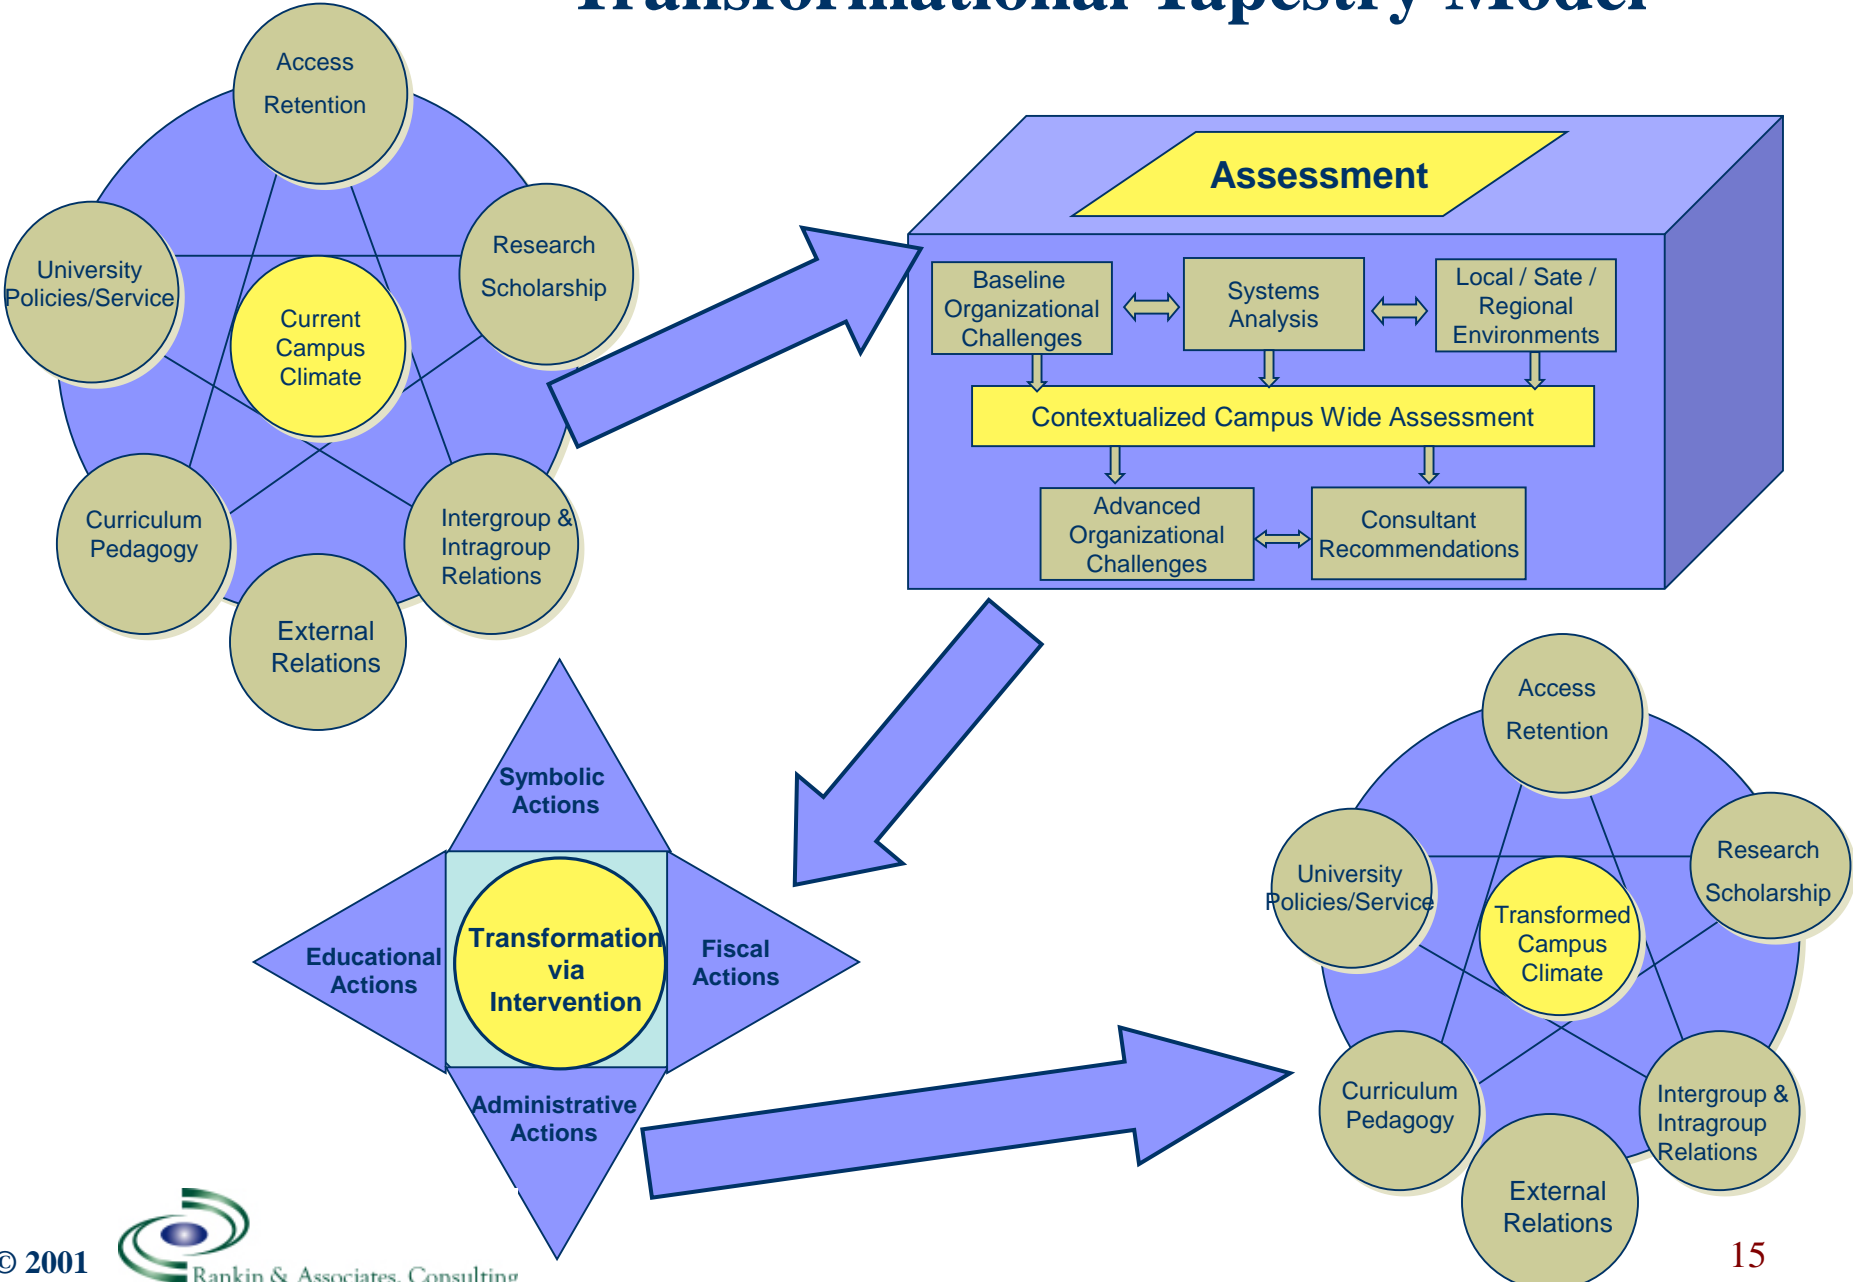 Transformational Tapestry Model
Access
Retention
Research
Scholarship
University
Policies/Service
Current
Campus
Climate
Curriculum
Pedagogy
Intergroup &
Intragroup
Relations
External
Relations
Assessment
Baseline
Organizational
Challenges
Systems
Analysis
Local / Sate /
Regional
Environments
Contextualized Campus Wide Assessment
Advanced
Organizational
Challenges
Consultant
Recommendations
Symbolic
Actions
Educational
Actions
Transformation
via
Intervention
Fiscal
Actions
Administrative
Actions
Access
Retention
Research
Scholarship
University
Policies/Service
Transformed
Campus
Climate
Curriculum
Pedagogy
Intergroup &
Intragroup
Relations
External
Relations
© 2001
Rankin & Associates, Consulting
15